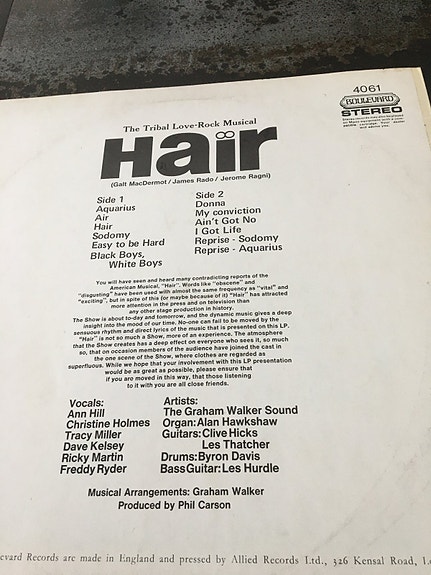 4061
BOULEVARD
STEREO
The Tribal Love-Rock Musical
Hair
(Galt MacDermot / James Rado / Jerome Ragni)
Side 1
Aquarius
Air
Hair
Sodomy
Easy to be Hard
Black Boys,
White Boys
Side 2
Donna
My conviction
Ain't Got No
I Got Life
Reprise - Sodomy
Reprise - Aquarius
You will have seen and heard many contradicting reports of the
American Musical, "Hair". Words like "obscene" and
"disgusting" have been used with almost the same frequency as "vital" and
"exciting", but in spite of this (or maybe because of it) "Hair" has attracted
more attention in the press and on television than
any other stage production in history.
The Show is about to-day and tomorrow, and the dynamic music gives a deep
insight into the mood of our time. No-one can fail to be moved by the
sensuous rhythm and direct lyrics of the music that is presented on this LP.
"Hair" is not so much a Show, more of an experience. The atmosphere
that the Show creates has a deep effect on everyone who sees it, so much
so, that on occasion members of the audience have joined the cast in
the one scene of the Show, where clothes are regarded as
superfluous. While we hope that your involvement with this LP presentation
would be as great as possible, please ensure that
if you are moved in this way, that those listening
to it with you are all close friends.
Vocals:
Ann Hill
Christine Holmes
Tracy Miller
Dave Kelsey
Ricky Martin
Freddy Ryder
Artists:
The Graham Walker Sound
Organ: Alan Hawkshaw
Guitars: Clive Hicks
Les Thatcher
Drums: Byron Davis
Bass Guitar: Les Hurdle
Musical Arrangements: Graham Walker
Produced by Phil Carson
evard Records are made in England and pressed by Allied Records Ltd., 326 Kensal Road, Lo